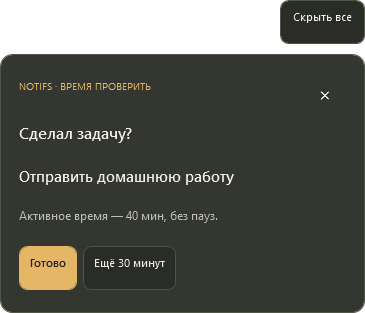 Скрыть все
NOTIFS · ВРЕМЯ ПРОВЕРИТЬ
Сделал задачу?
Отправить домашнюю работу
Активное время — 40 мин, без пауз.
Готово
Ещё 30 минут